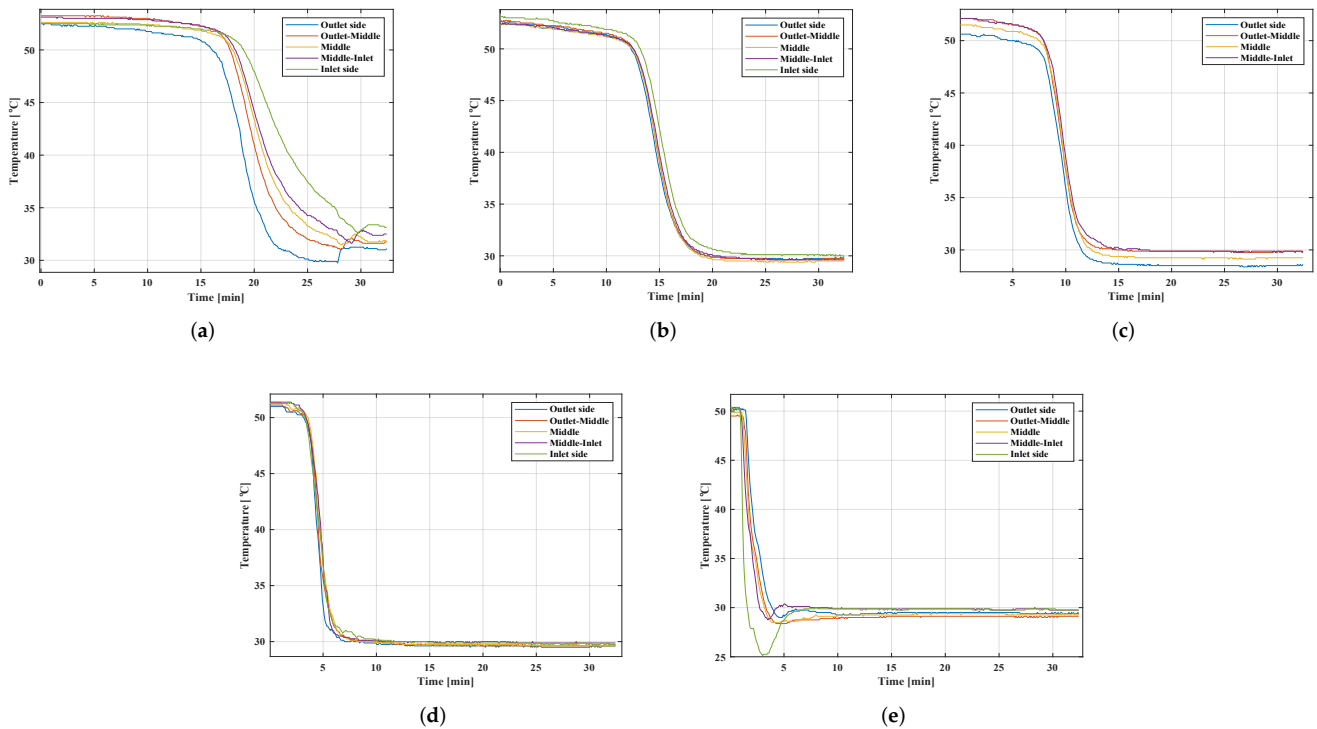 50
45
40
35
30
0
5
10
15
20
25
30
Temperature [°C]
Time [min]
Outlet side
Outlet-Middle
Middle
Middle-Inlet
Inlet side
(a)
50
45
40
35
30
0
5
10
15
20
25
30
Temperature [°C]
Time [min]
Outlet side
Outlet-Middle
Middle
Middle-Inlet
Inlet side
(b)
50
45
40
35
30
5
10
15
20
25
30
Temperature [°C]
Time [min]
Outlet side
Outlet-Middle
Middle
Middle-Inlet
(c)
50
45
40
35
30
5
10
15
20
25
30
Temperature [°C]
Time [min]
Outlet side
Outlet-Middle
Middle
Middle-Inlet
Inlet side
(d)
50
45
40
35
30
25
5
10
15
20
25
30
Temperature [°C]
Time [min]
Outlet side
Outlet-Middle
Middle
Middle-Inlet
Inlet side
(e)